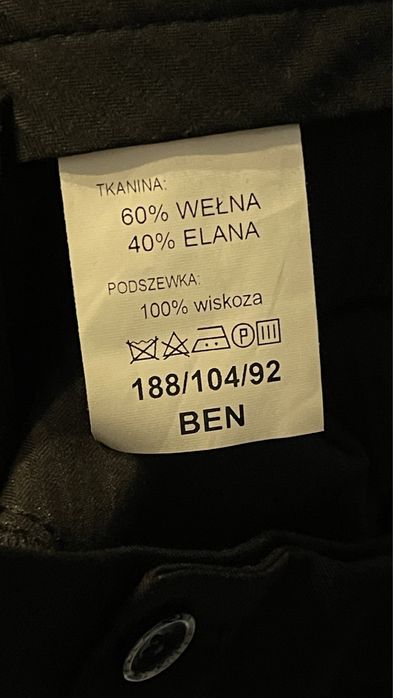 TKANINA:
60% WEŁNA
40% ELANA
PODSZEWKA:
100% wiskoza
P
188/104/92
BEN